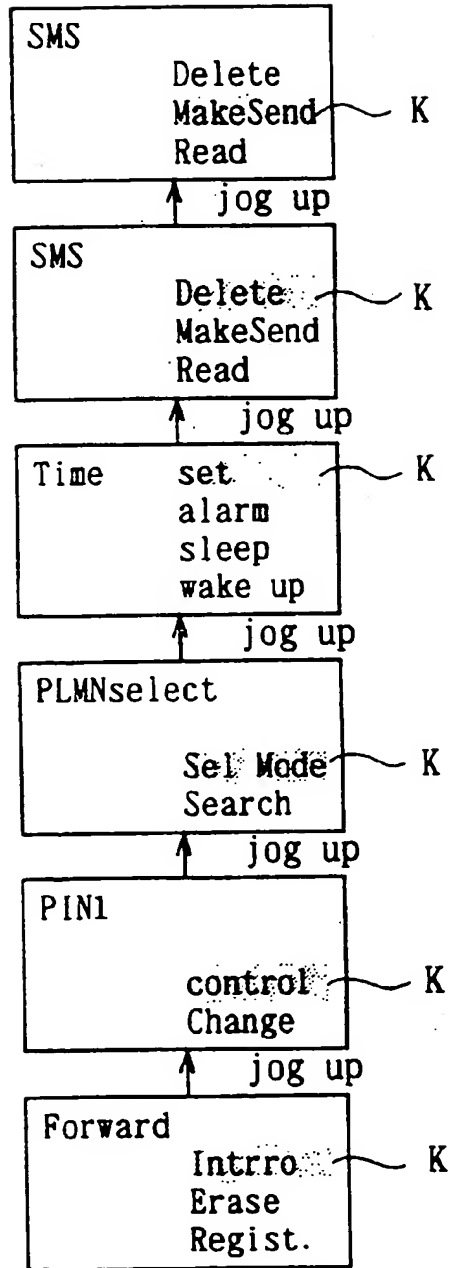 SMS
Delete
MakeSend K
Read
jog up
SMS
Delete K
MakeSend
Read
jog up
Time set K
alarm
sleep
wake up
jog up
PLMNselect
Sel Mode K
Search
jog up
PIN1
control K
Change
jog up
Forward
Intrro K
Erase
Regist.